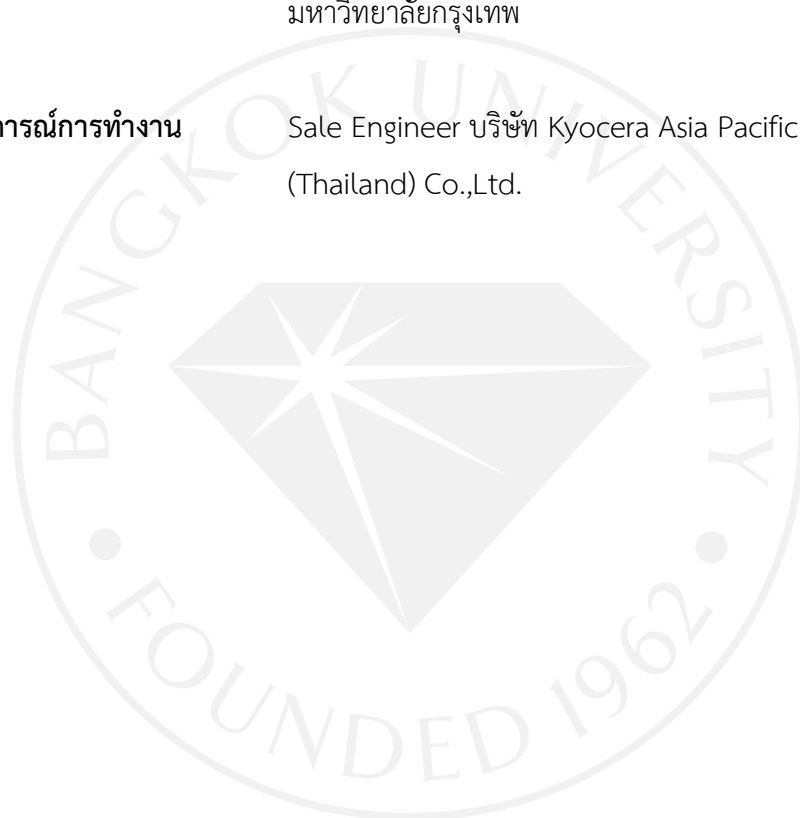 มหาวิทยาลัยกรุงเทพ
ารณ์การทำงาน Sale Engineer บริษัท Kyocera Asia Pacific
(Thailand) Co.,Ltd.
BANGKOK UNIVERSITY
FOUNDED 1962